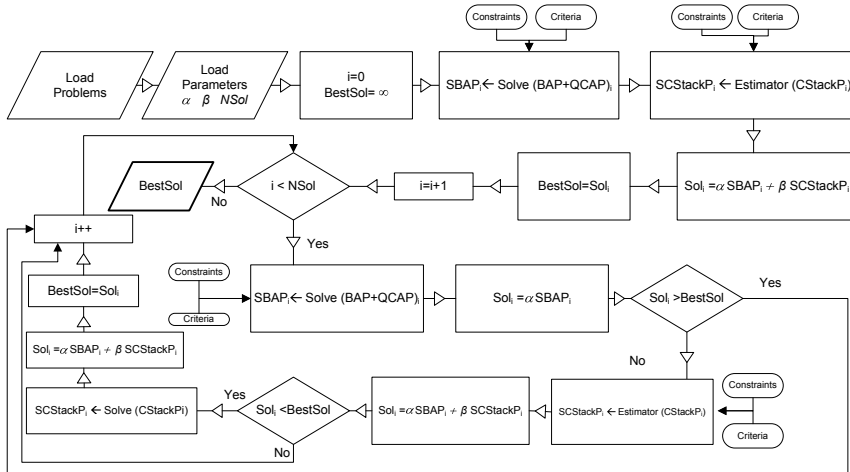 Constraints
Criteria
Constraints
Criteria
Load
Problems
Load
Parameters
α β NSol
i=0
BestSol= ∞
SBAPi ← Solve (BAP+QCAP)i
SCStackPi ← Estimator (CStackPi)
BestSol
i < NSol
No
i=i+1
BestSol=Soli
Soli =α SBAPi + β SCStackPi
i++
Yes
Constraints
BestSol=Soli
SBAPi ← Solve (BAP+QCAP)i
Soli =α SBAPi
Soli >BestSol
Yes
Criteria
Soli =α SBAPi + β SCStackPi
No
Constraints
SCStackPi ← Solve (CStackPi)
Yes
Soli <BestSol
Soli =α SBAPi + β SCStackPi
SCStackPi ← Estimator (CStackPi)
Criteria
No